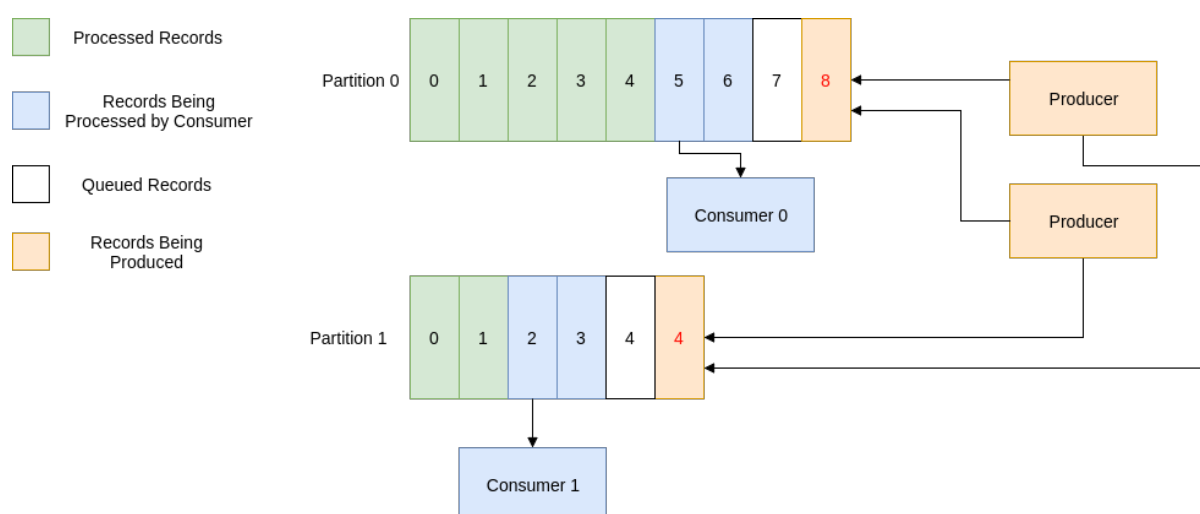 Processed Records
Records Being
Processed by Consumer
Queued Records
Records Being
Produced
Partition 0
0 1 2 3 4 5 6 7 8
Producer
Consumer 0
Producer
Partition 1
0 1 2 3 4 4
Consumer 1